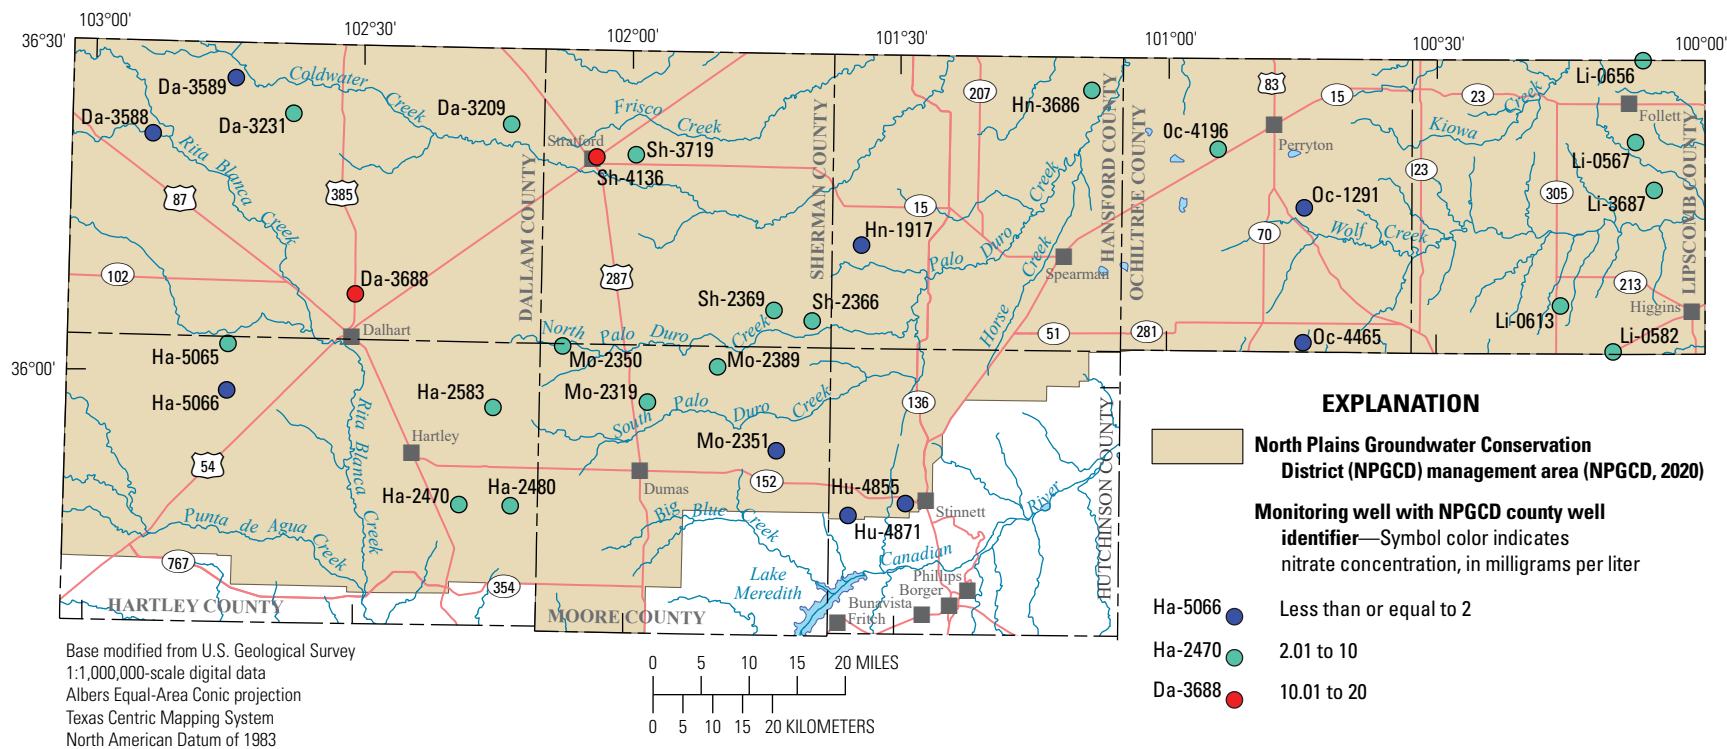 103°00'
102°30'
102°00'
101°30'
101°00'
100°30'
100°00'
36°30'
36°00'
Da-3589
Da-3588
Da-3231
Da-3209
Coldwater
Creek
Frisco
Creek
Stratford
Sh-3719
Sh-4136
Rita Blanca
Creek
87
385
102
Da-3688
Dalhart
DALLAM COUNTY
287
SHERMAN COUNTY
207
15
Hn-3686
Hn-1917
Palo Duro
Creek
Horse
Creek
Spearman
HANSFORD COUNTY
OCHILTREE COUNTY
Oc-4196
83
Perryton
15
23
23
Oc-1291
70
Wolf Creek
Kiowa
Creek
Li-0656
Follett
Li-0567
305
Li-3687
LIPSCOMB COUNTY
213
Higgins
Li-0613
Li-0582
Oc-4465
281
51
Sh-2369
Sh-2366
North Palo Duro
Creek
Mo-2350
Mo-2389
Mo-2319
South Palo Duro Creek
Mo-2351
136
Ha-5065
Ha-5066
Ha-2583
Hartley
54
Rita Blanca
Creek
Ha-2470
Ha-2480
Dumas
152
Big Blue
Creek
Hu-4855
Stinnett
Hu-4871
Canadian
River
HUTCHINSON COUNTY
Punta de Agua
Creek
767
354
HARTLEY COUNTY
MOORE COUNTY
Lake
Meredith
Phillips
Borger
Bunavista
Fritch
EXPLANATION
North Plains Groundwater Conservation
District (NPGCD) management area (NPGCD, 2020)
Monitoring well with NPGCD county well
identifier—Symbol color indicates
nitrate concentration, in milligrams per liter
Ha-5066 Less than or equal to 2
Ha-2470 2.01 to 10
Da-3688 10.01 to 20
Base modified from U.S. Geological Survey
1:1,000,000-scale digital data
Albers Equal-Area Conic projection
Texas Centric Mapping System
North American Datum of 1983
0 5 10 15 20 MILES
0 5 10 15 20 KILOMETERS